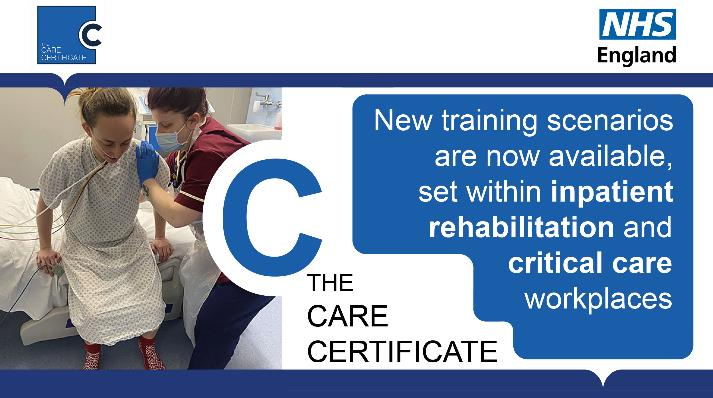 C
THE
CARE
CERTIFICATE
NHS
England
New training scenarios
are now available,
set within inpatient
rehabilitation and
critical care
workplaces
C
THE
CARE
CERTIFICATE